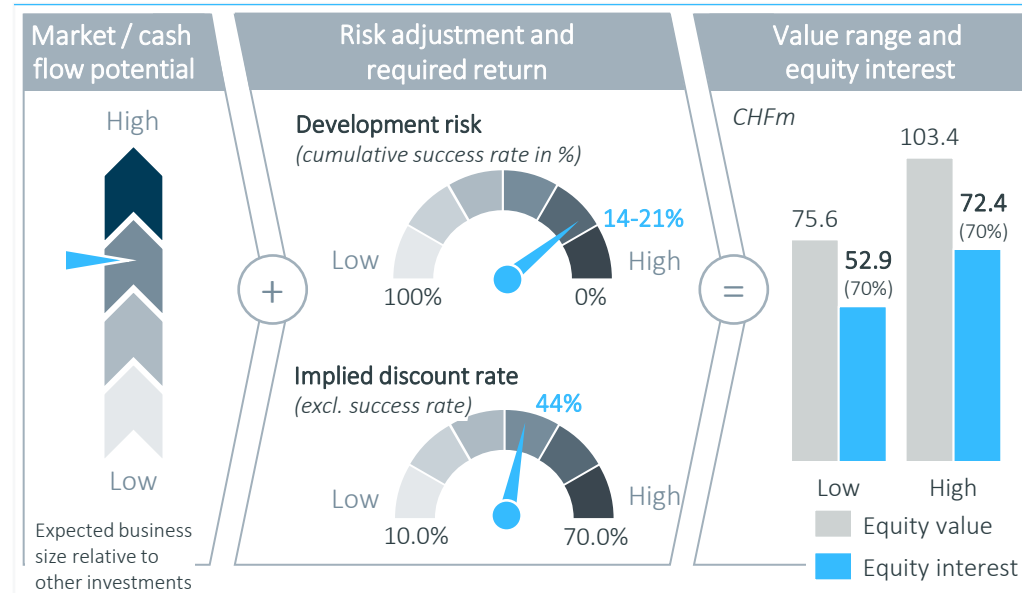 Market / cash
flow potential
High
Low
Expected business
size relative to
other investments
+
Risk adjustment and
required return
Development risk
(cumulative success rate in %)
14-21%
Low
High
100%
0%
Implied discount rate
(excl. success rate)
44%
Low
High
10.0%
70.0%
=
Value range and
equity interest
CHFm
103.4
75.6
72.4
(70%)
52.9
(70%)
Low
High
Equity value
Equity interest